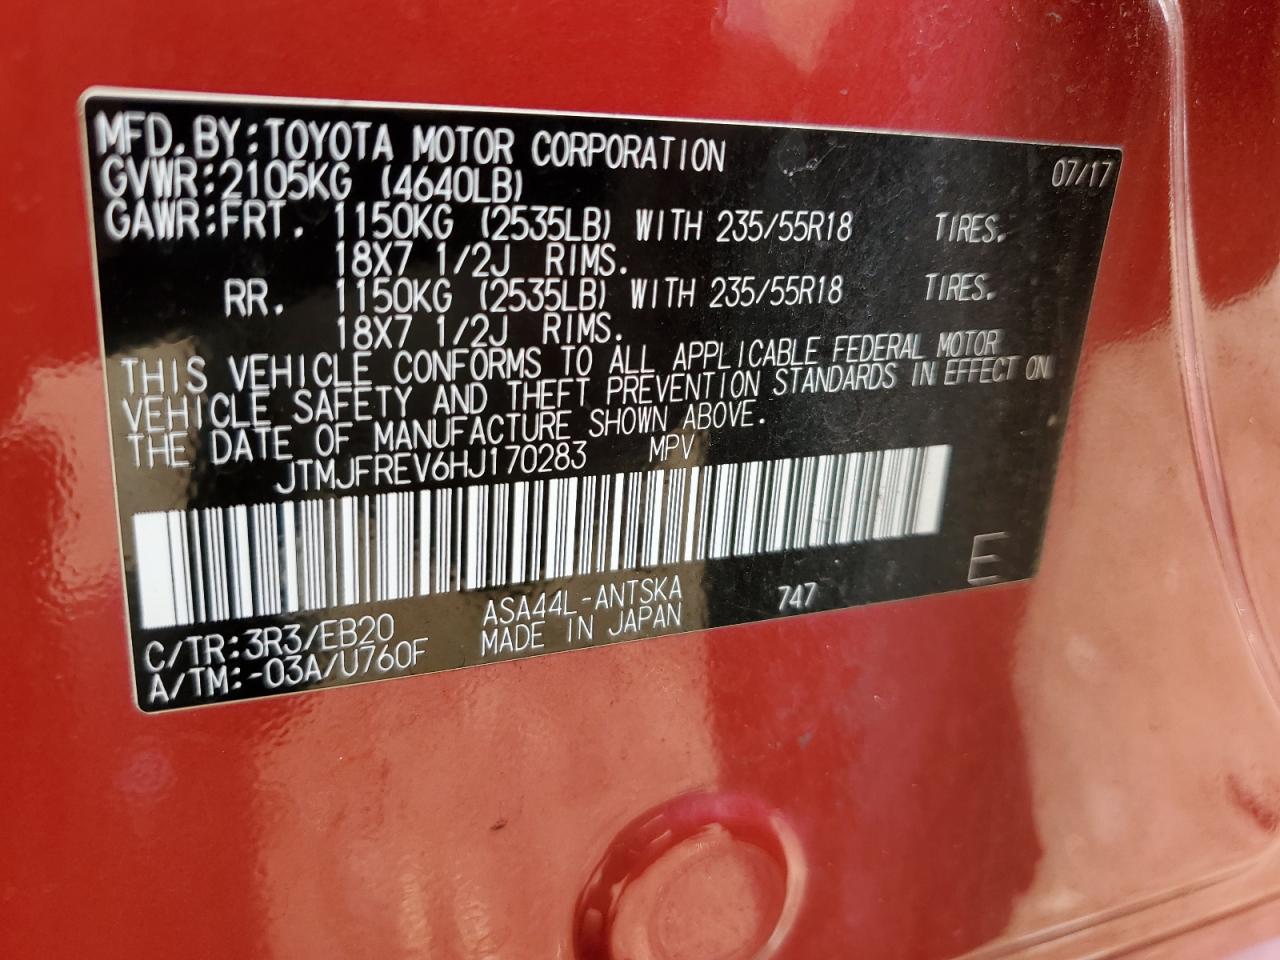 MFD. BY: TOYOTA MOTOR CORPORATION 07/17
GVWR: 2105KG (4640LB)
GAWR: FRT. 1150KG (2535LB) WITH 235/55R18 TIRES.
18X7 1/2J RIMS.
RR. 1150KG (2535LB) WITH 235/55R18 TIRES.
18X7 1/2J RIMS.
THIS VEHICLE CONFORMS TO ALL APPLICABLE FEDERAL MOTOR
VEHICLE SAFETY AND THEFT PREVENTION STANDARDS IN EFFECT ON
THE DATE OF MANUFACTURE SHOWN ABOVE.
JTMJFREV6HJ170283 MPV
E
C/TR: 3R3/EB20 ASA44L-ANTSKA 747
A/TM: -03A/U760F MADE IN JAPAN